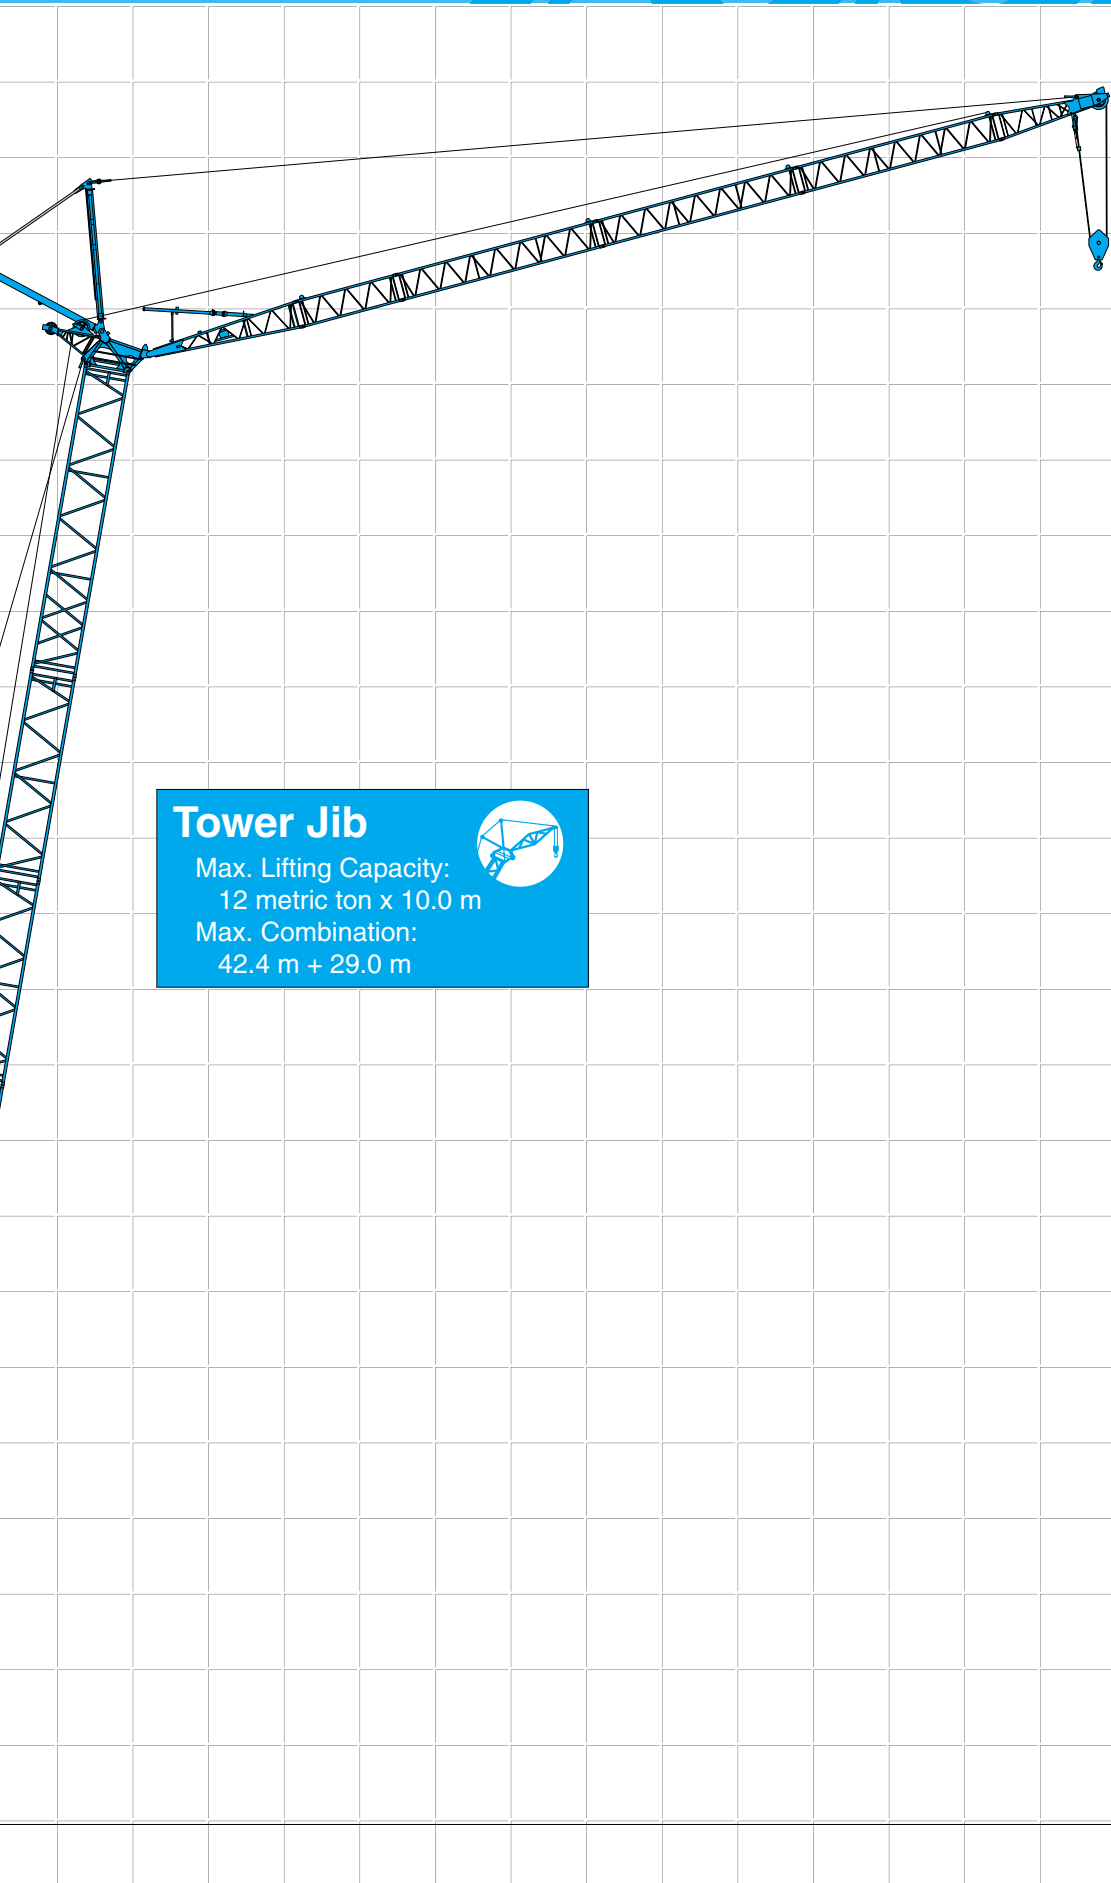 Tower Jib
Max. Lifting Capacity:
12 metric ton x 10.0 m
Max. Combination:
42.4 m + 29.0 m